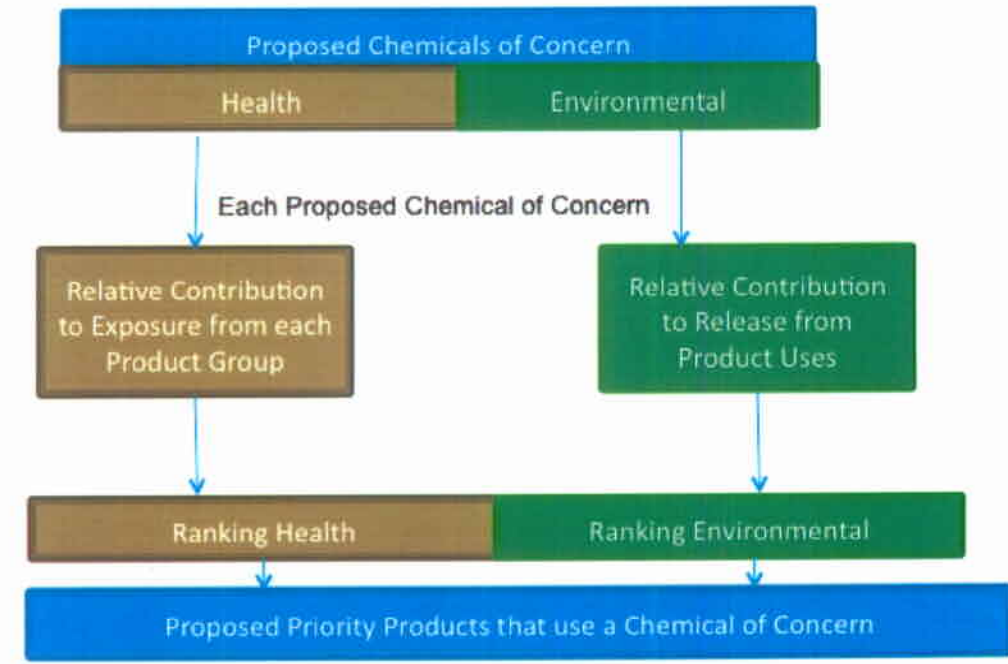 Proposed Chemicals of Concern
Health
Environmental
Each Proposed Chemical of Concern
Relative Contribution
to Exposure from each
Product Group
Relative Contribution
to Release from
Product Uses
Ranking Health
Ranking Environmental
Proposed Priority Products that use a Chemical of Concern